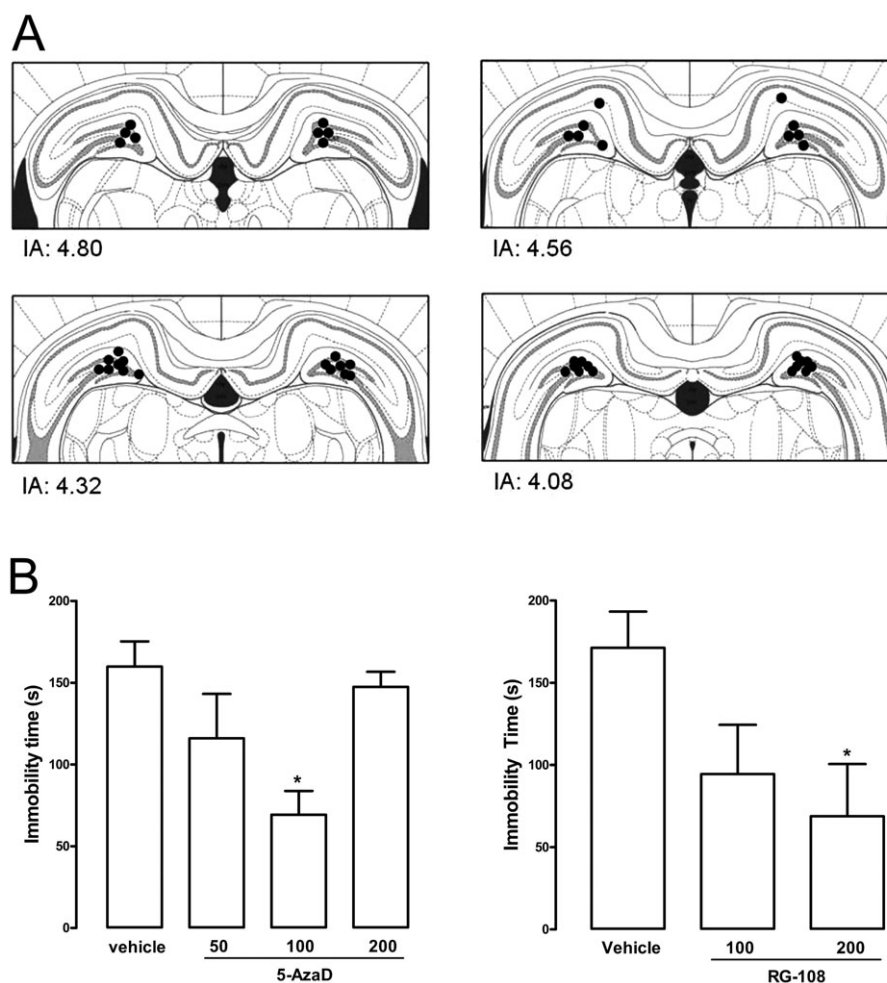 A
IA: 4.80
IA: 4.56
IA: 4.32
IA: 4.08
B
Immobility time (s)
200
150
100
50
0
*
vehicle 50 100 200
5-AzaD
Immobility Time (s)
200
150
100
50
0
*
Vehicle 100 200
RG-108